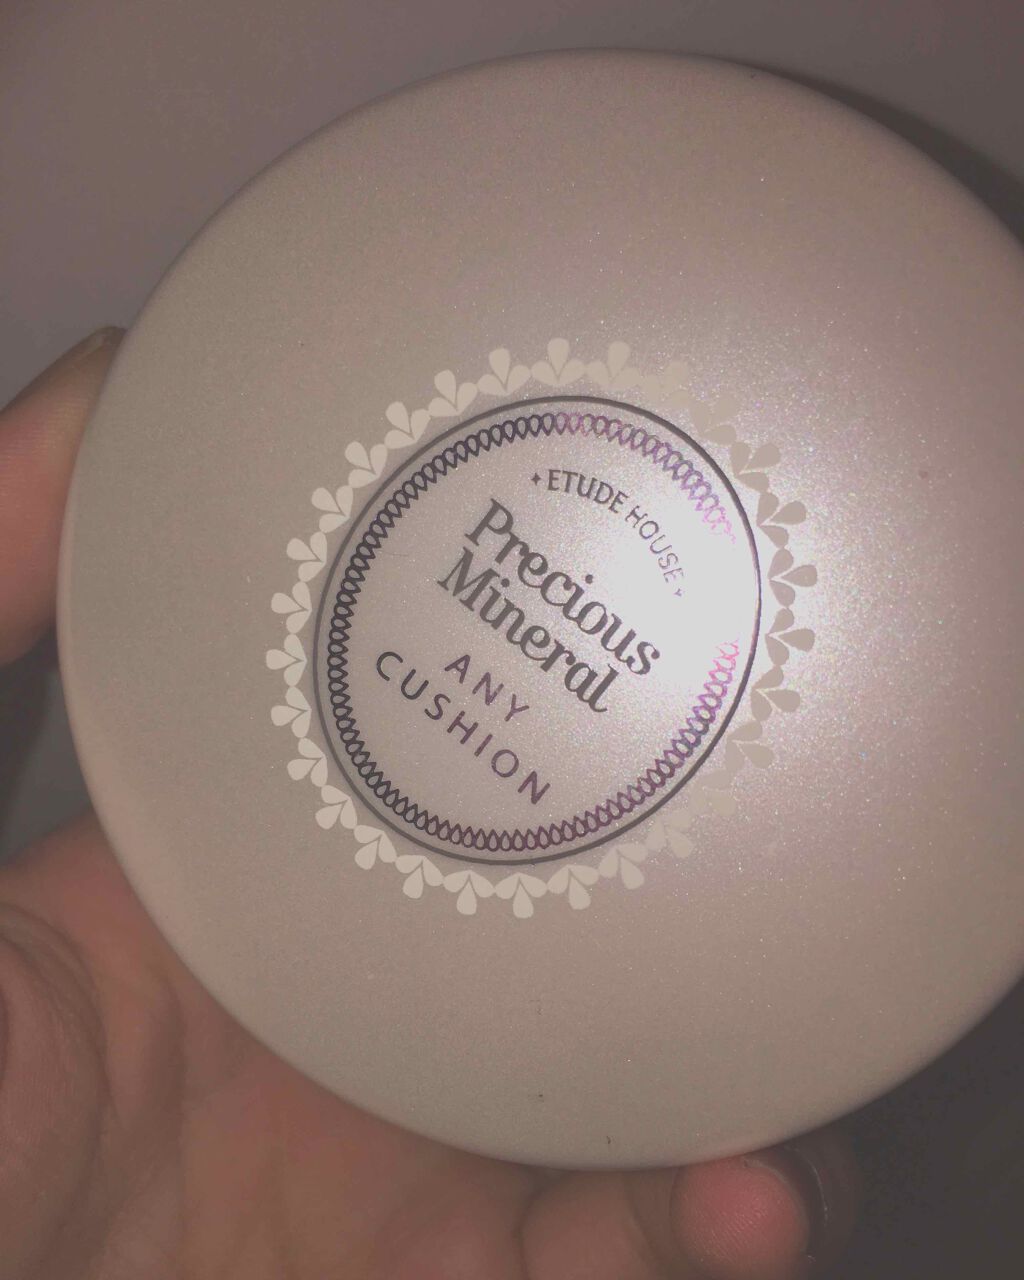 ETUDE HOUSE
Precious
Mineral
ANY
CUSHION